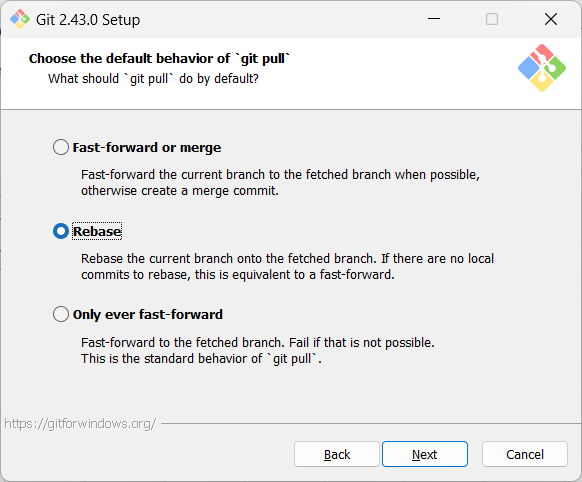 Git 2.43.0 Setup
Choose the default behavior of `git pull`
What should `git pull` do by default?
Fast-forward or merge
Fast-forward the current branch to the fetched branch when possible,
otherwise create a merge commit.
Rebase
Rebase the current branch onto the fetched branch. If there are no local
commits to rebase, this is equivalent to a fast-forward.
Only ever fast-forward
Fast-forward to the fetched branch. Fail if that is not possible.
This is the standard behavior of `git pull`.
https://gitforwindows.org/
Back
Next
Cancel